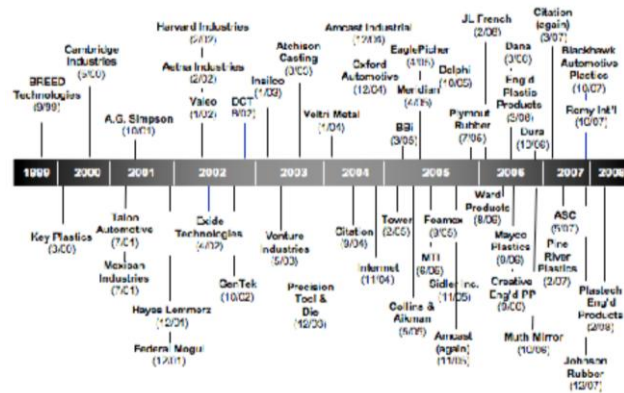 BREED
Technologies
(9/99)
Cambridge
Industries
(5/00)
A.G. Simpson
(10/01)
Harvard Industries
(2/02)
Aetna Industries
(2/02)
Valeo
(1/02)
DCT
8/02)
Insilco
(1/03)
Atchison
Casting
(8/03)
Veltri Metal
(1/04)
Amcast Industrial
(12/04)
Oxford
Automotive
(12/04)
EaglePicher
(4/05)
Meridian
(4/05)
BBi
(3/05)
Delphi
(10/05)
JL French
(2/06)
Plymout
Rubber
(7/05)
Dana
(3/06)
Eng'd
Plastic
Products
(3/06)
Dura
(10/06)
Citation
(again)
(3/07)
Blackhawk
Automotive
Plastics
(10/07)
Remy Int'l
(10/07)
1999 2000 2001 2002 2003 2004 2005 2006 2007 2008
Key Plastics
(3/00)
Talon
Automotive
(7/01)
Mexican
Industries
(7/01)
Hayes Lemmerz
(12/01)
Federal Mogul
(12/01)
Exide
Technologies
(4/02)
GenTek
(10/02)
Venture
Industries
(5/03)
Precision
Tool &
Die
(12/03)
Citation
(9/04)
Intermet
(11/04)
Tower
(2/05)
Collins &
Aikman
(5/05)
Foamex
(9/05)
MTI
(6/05)
Sidler Inc.
(11/05)
Amcast
(again)
(11/05)
Ward
Products
(8/06)
Mayco
Plastics
(9/06)
Creative
Eng'd PP
(9/06)
Muth Mirror
(10/06)
ASC
(5/07)
Pine
River
Plastics
(2/07)
Plastech
Eng'd
Products
(2/08)
Johnson
Rubber
(12/07)